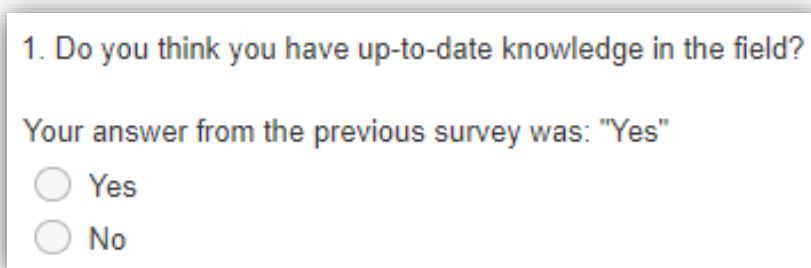 1. Do you think you have up-to-date knowledge in the field?
Your answer from the previous survey was: "Yes"
Yes
No